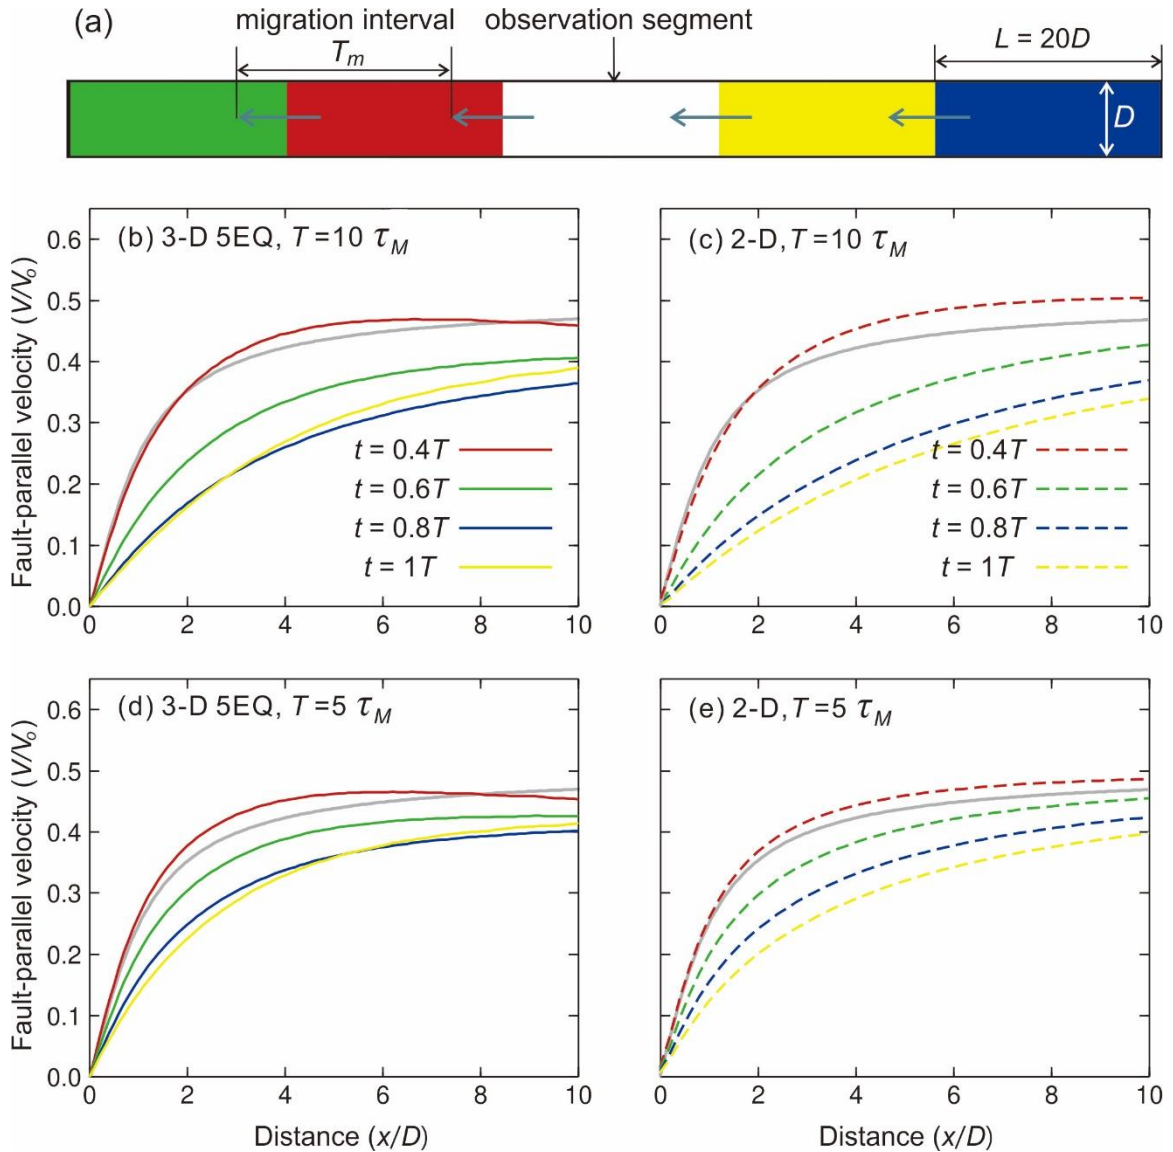 (a) migration interval observation segment
T_m L = 20D
D
(b) 3-D 5EQ, T=10 τ_M
(c) 2-D, T=10 τ_M
Fault-parallel velocity (V/V₀)
0.6
0.5
0.4
0.3
0.2
0.1
0.0
t = 0.4T
t = 0.6T
t = 0.8T
t = 1T
t = 0.4T
t = 0.6T
t = 0.8T
t = 1T
0 2 4 6 8 10
0 2 4 6 8 10
(d) 3-D 5EQ, T=5 τ_M
(e) 2-D, T=5 τ_M
Fault-parallel velocity (V/V₀)
0.6
0.5
0.4
0.3
0.2
0.1
0.0
0 2 4 6 8 10
0 2 4 6 8 10
Distance (x/D)
Distance (x/D)